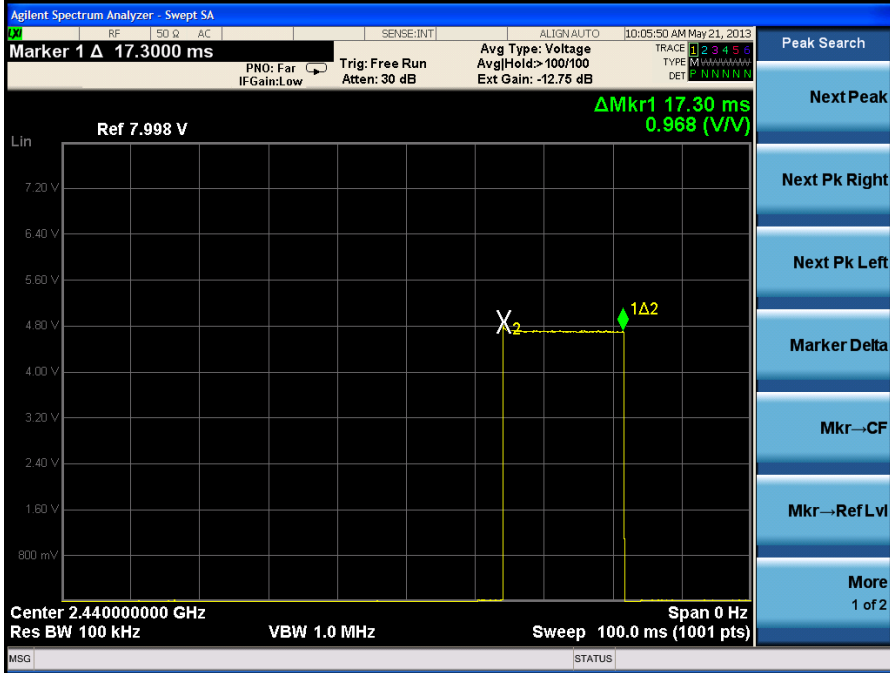 Agilent Spectrum Analyzer - Swept SA
LXI RF 50 Ω AC SENSE:INT ALIGN AUTO 10:05:50 AM May 21, 2013
Marker 1 Δ 17.3000 ms
PNO: Far
IFGain:Low
Trig: Free Run
Atten: 30 dB
Avg Type: Voltage
Avg|Hold:> 100/100
Ext Gain: -12.75 dB
TRACE 1 2 3 4 5 6
TYPE M
DET P N N N N N
Peak Search
ΔMkr1 17.30 ms
0.968 (V/V)
Ref 7.998 V
Lin
7.20 V
6.40 V
5.60 V
4.80 V
4.00 V
3.20 V
2.40 V
1.60 V
800 mV
X2
1Δ2
Center 2.440000000 GHz
Span 0 Hz
Res BW 100 kHz
VBW 1.0 MHz
Sweep 100.0 ms (1001 pts)
MSG
STATUS
Next Peak
Next Pk Right
Next Pk Left
Marker Delta
Mkr→CF
Mkr→Ref Lvl
More
1 of 2